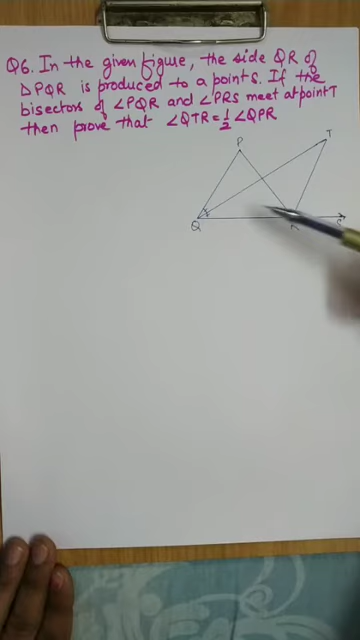 Q6. In the given figure, the side QR of
△PQR is produced to a point S. If the
bisectors of ∠PQR and ∠PRS meet at point T
then prove that ∠QTR = 1/2 ∠QPR
P
T
Q